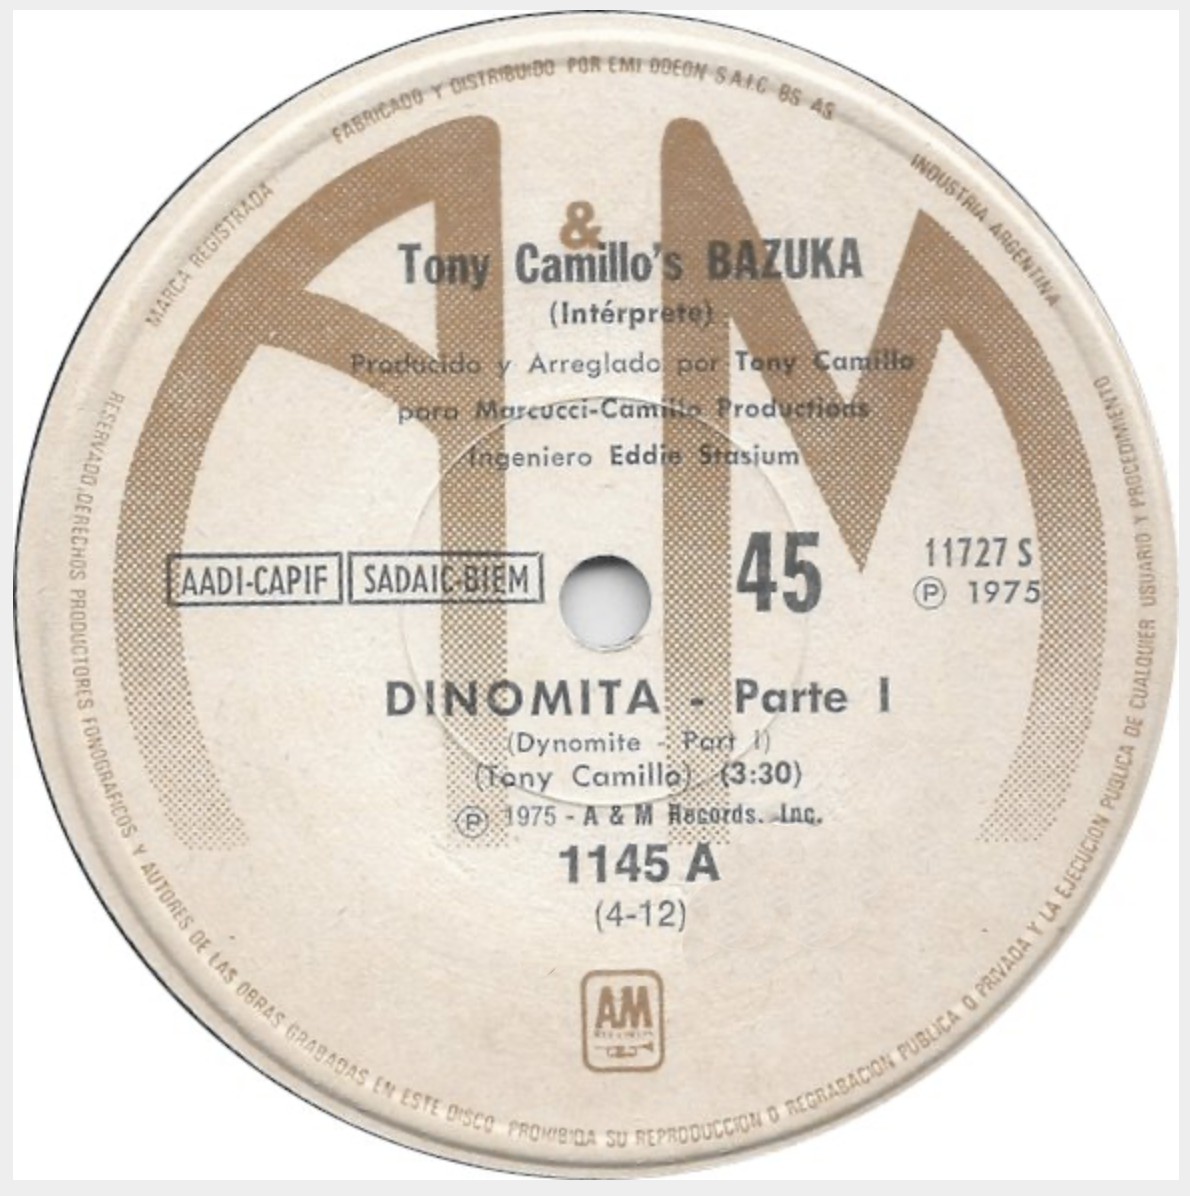 MARCA REGISTRADA
FABRICADO Y DISTRIBUIDO POR EMI ODEON S.A.I.C BS AS
INDUSTRIA ARGENTINA
A & M
Tony Camillo's BAZUKA
(Intérprete)
Producido y Arreglado por Tony Camillo
para Marcucci-Camillo Productions
Ingeniero Eddie Stasium
AADI-CAPIF SADAIC-BIEM
45
11727 S
Ⓟ 1975
DINOMITA - Parte I
(Dynomite - Part I)
(Tony Camillo) (3:30)
Ⓟ 1975 - A & M Records. Inc.
1145 A
(4-12)
AM
RECORDS
RESERVADO DERECHOS PRODUCTORES FONOGRAFICOS Y AUTORES DE LAS OBRAS GRABADAS EN ESTE DISCO PROHIBIDA SU REPRODUCCION O REGRABACION PUBLICA O PRIVADA Y LA EJECUCION PUBLICA DE CUALQUIER USUARIO Y PROCEDIMIENTO